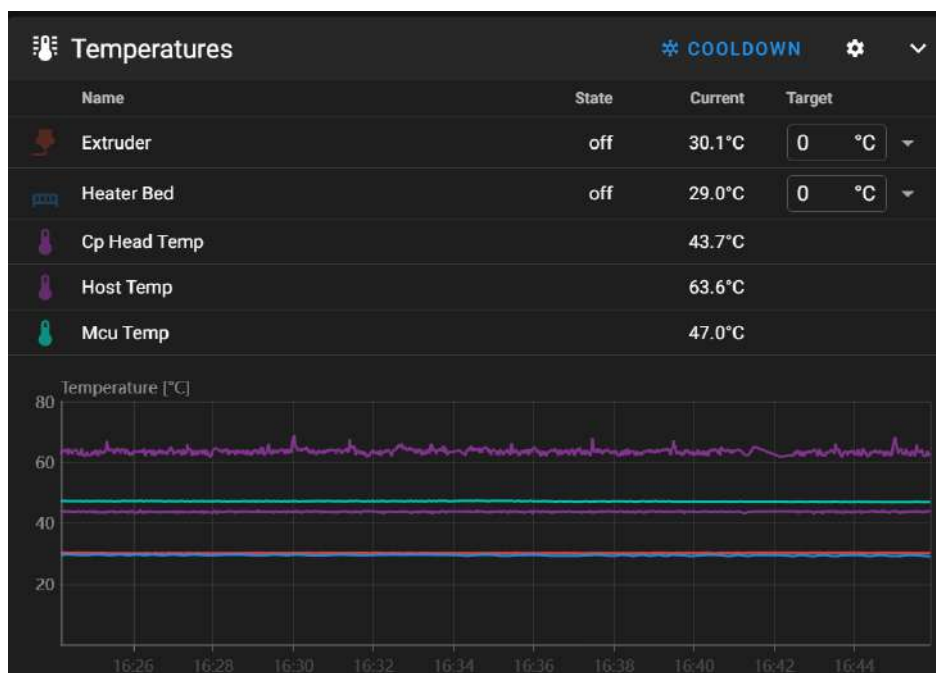 Temperatures COOLDOWN
Name State Current Target
Extruder off 30.1°C 0 °C
Heater Bed off 29.0°C 0 °C
Cp Head Temp 43.7°C
Host Temp 63.6°C
Mcu Temp 47.0°C
Temperature [°C]
80
60
40
20
16:26 16:28 16:30 16:32 16:34 16:36 16:38 16:40 16:42 16:44